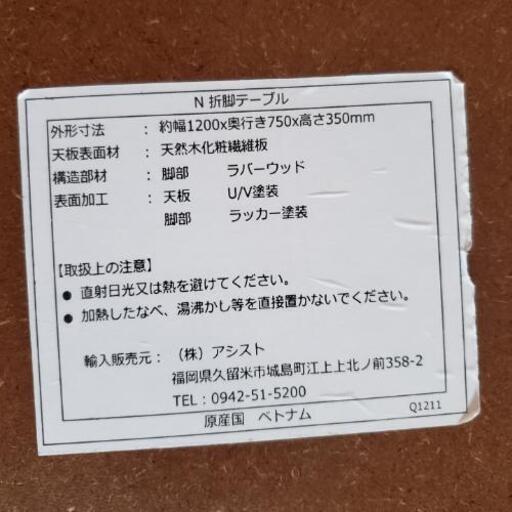 N 折脚テーブル
外形寸法 : 約幅1200x奥行き750x高さ350mm
天板表面材 : 天然木化粧繊維板
構造部材 : 脚部 ラバーウッド
表面加工 : 天板 U/V塗装
脚部 ラッカー塗装
【取扱上の注意】
● 直射日光又は熱を避けてください。
● 加熱したなべ、湯沸かし等を直接置かないでください。
輸入販売元 : (株) アシスト
福岡県久留米市城島町江上上北ノ前358-2
TEL : 0942-51-5200
原産国 ベトナム
Q1211